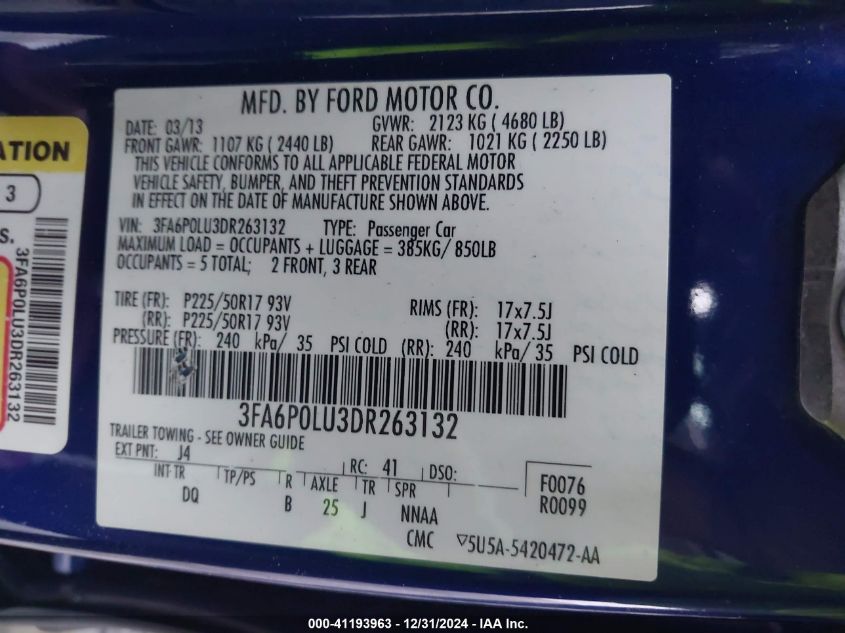 MFD. BY FORD MOTOR CO.
DATE: 03/13 GVWR: 2123 KG ( 4680 LB)
FRONT GAWR: 1107 KG ( 2440 LB) REAR GAWR: 1021 KG ( 2250 LB)
THIS VEHICLE CONFORMS TO ALL APPLICABLE FEDERAL MOTOR
VEHICLE SAFETY, BUMPER, AND THEFT PREVENTION STANDARDS
IN EFFECT ON THE DATE OF MANUFACTURE SHOWN ABOVE.
VIN: 3FA6P0LU3DR263132 TYPE: Passenger Car
MAXIMUM LOAD = OCCUPANTS + LUGGAGE = 385KG/ 850LB
OCCUPANTS = 5 TOTAL; 2 FRONT, 3 REAR
TIRE (FR): P225/50R17 93V RIMS (FR): 17x7.5J
(RR): P225/50R17 93V (RR): 17x7.5J
PRESSURE (FR): 240 kPa/ 35 PSI COLD (RR): 240 kPa/ 35 PSI COLD
3FA6P0LU3DR263132
TRAILER TOWING - SEE OWNER GUIDE
EXT PNT: J4 RC: 41 DSO: F0076
INT TR TP/PS R AXLE TR SPR R0099
DQ B 25 J NNAA
CMC 5U5A-5420472-AA
ATION
3
S.
3FA6P0LU3DR263132
000-41193963 - 12/31/2024 - IAA Inc.